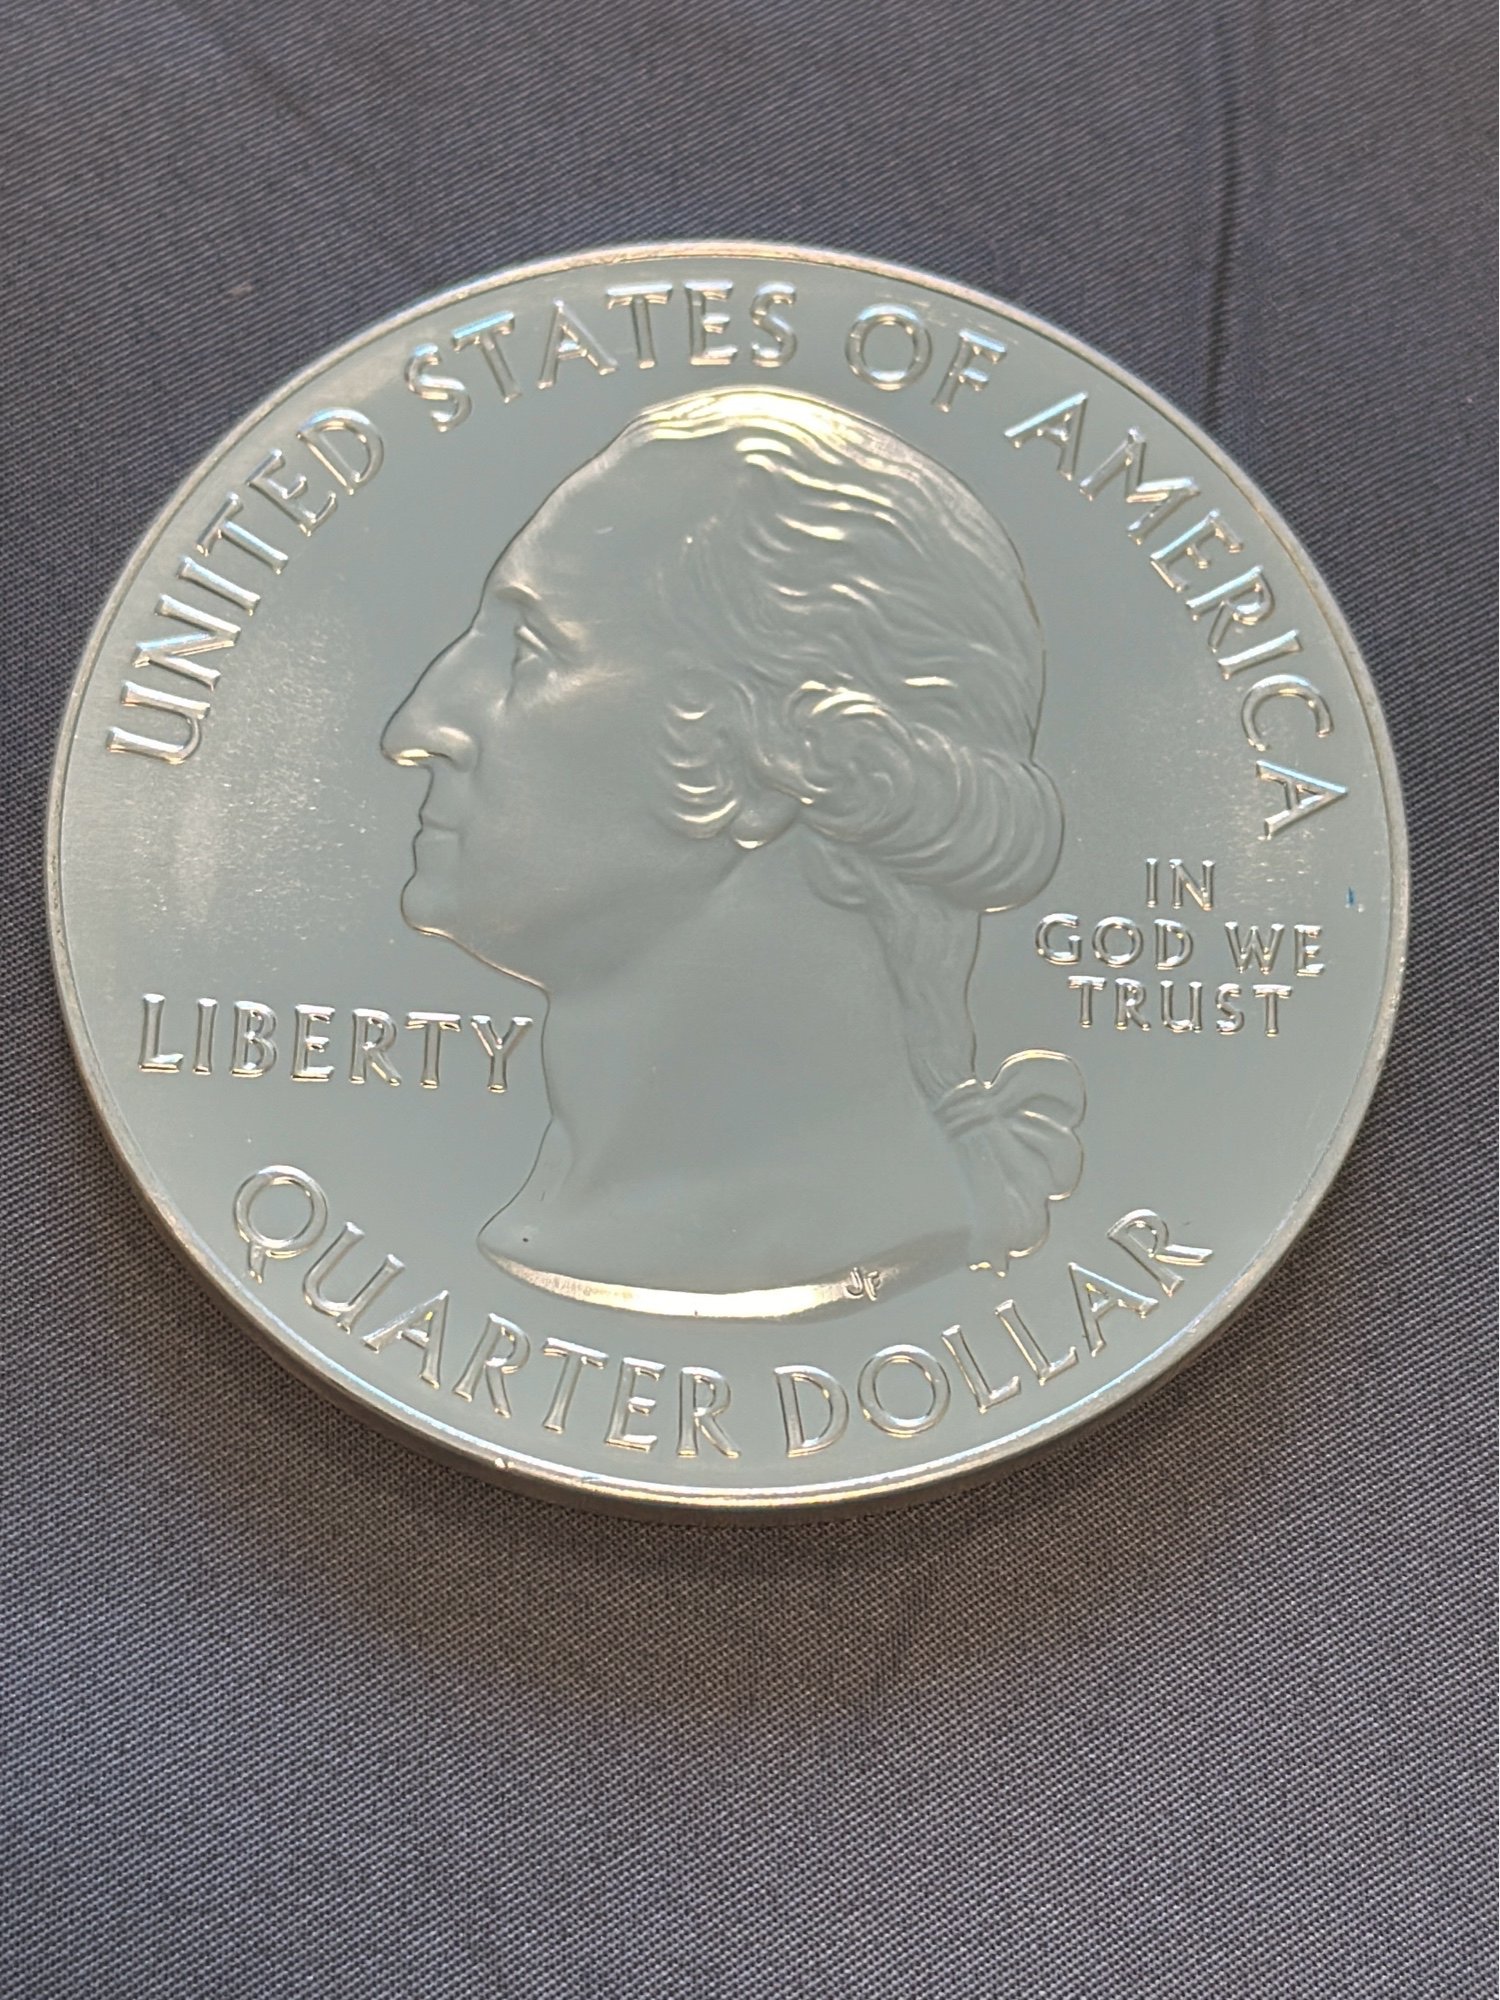 UNITED STATES OF AMERICA
LIBERTY
IN
GOD WE
TRUST
JF
QUARTER DOLLAR